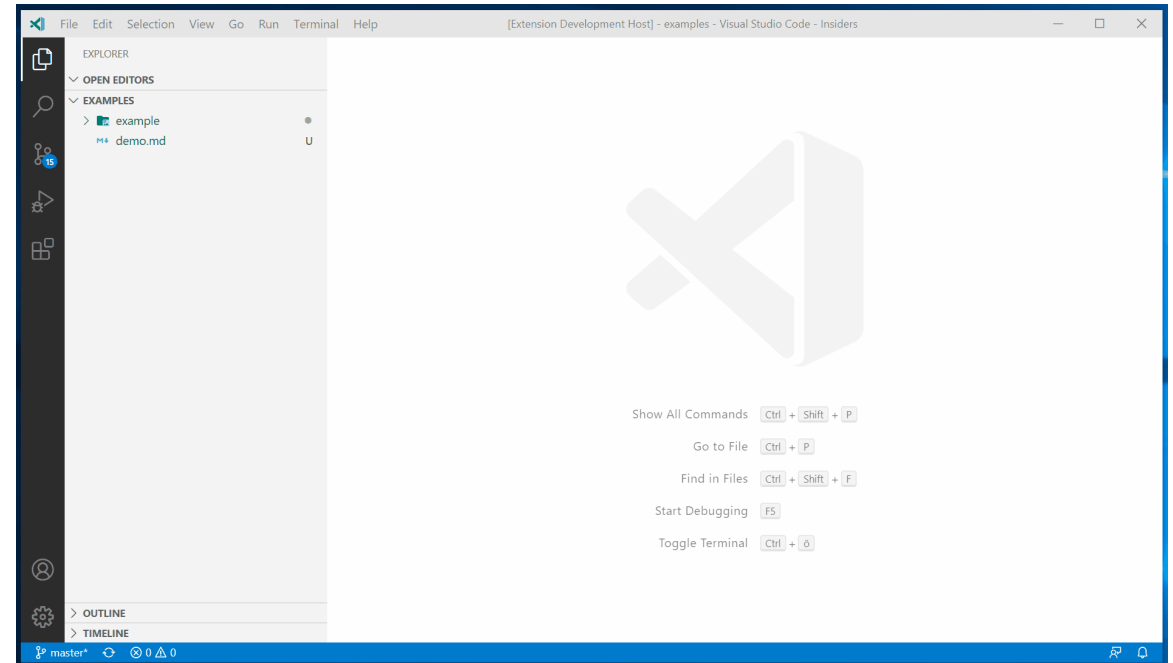 File Edit Selection View Go Run Terminal Help [Extension Development Host] - examples - Visual Studio Code - Insiders
EXPLORER
OPEN EDITORS
EXAMPLES
example
M↓ demo.md U
15
Show All Commands Ctrl + Shift + P
Go to File Ctrl + P
Find in Files Ctrl + Shift + F
Start Debugging F5
Toggle Terminal Ctrl + ö
OUTLINE
TIMELINE
master* 0 0